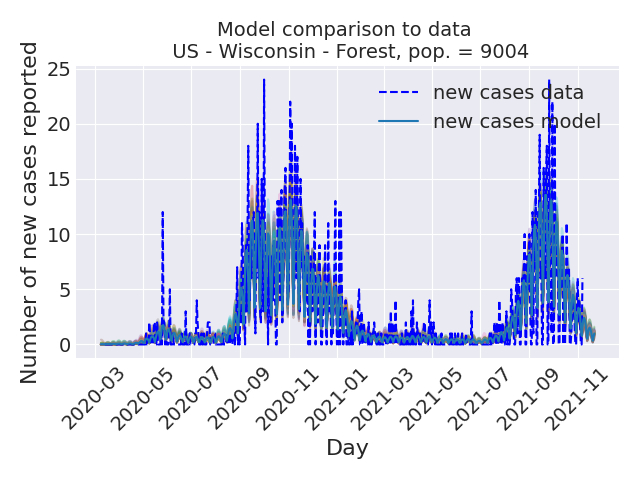 Model comparison to data
US - Wisconsin - Forest, pop. = 9004
new cases data
new cases model
Number of new cases reported
25
20
15
10
5
0
2020-03
2020-05
2020-07
2020-09
2020-11
2021-01
2021-03
2021-05
2021-07
2021-09
2021-11
Day